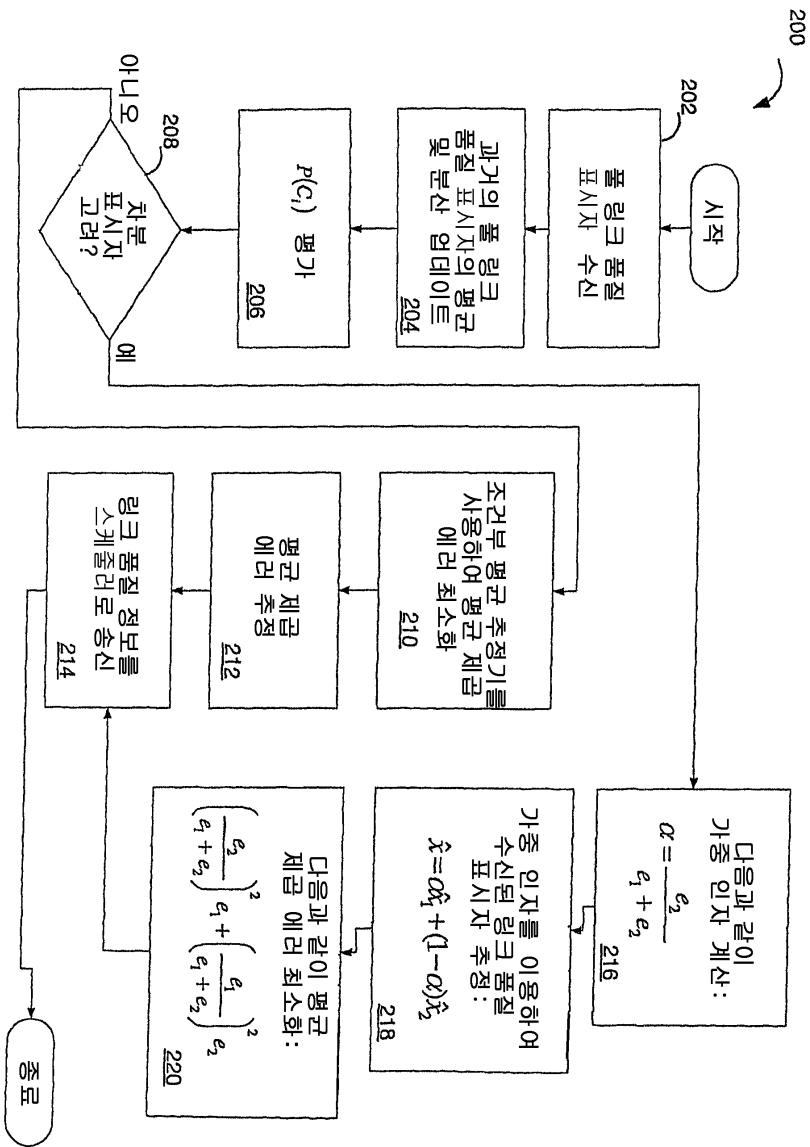 200
시작
202
풀 링크 품질
표시자 수신
과거의 풀 링크
품질 표시자의 평균
및 분산 업데이트
204
P(C_i) 평가
206
208
차분
표시자
고려?
아니오
예
조건부 평균 추정기를
사용하여 평균 제곱
에러 최소화
210
평균 제곱
에러 추정
212
링크 품질 정보를
스케줄러로 송신
214
다음과 같이
가중 인자 계산:
α = e_2 / (e_1 + e_2)
216
가중 인자를 이용하여
수신된 링크 품질
표시자 추정:
x̂ = αx̂_1 + (1-α)x̂_2
218
다음과 같이 평균
제곱 에러 최소화:
(e_2 / (e_1 + e_2))^2 e_1 + (e_1 / (e_1 + e_2))^2 e_2
220
종료